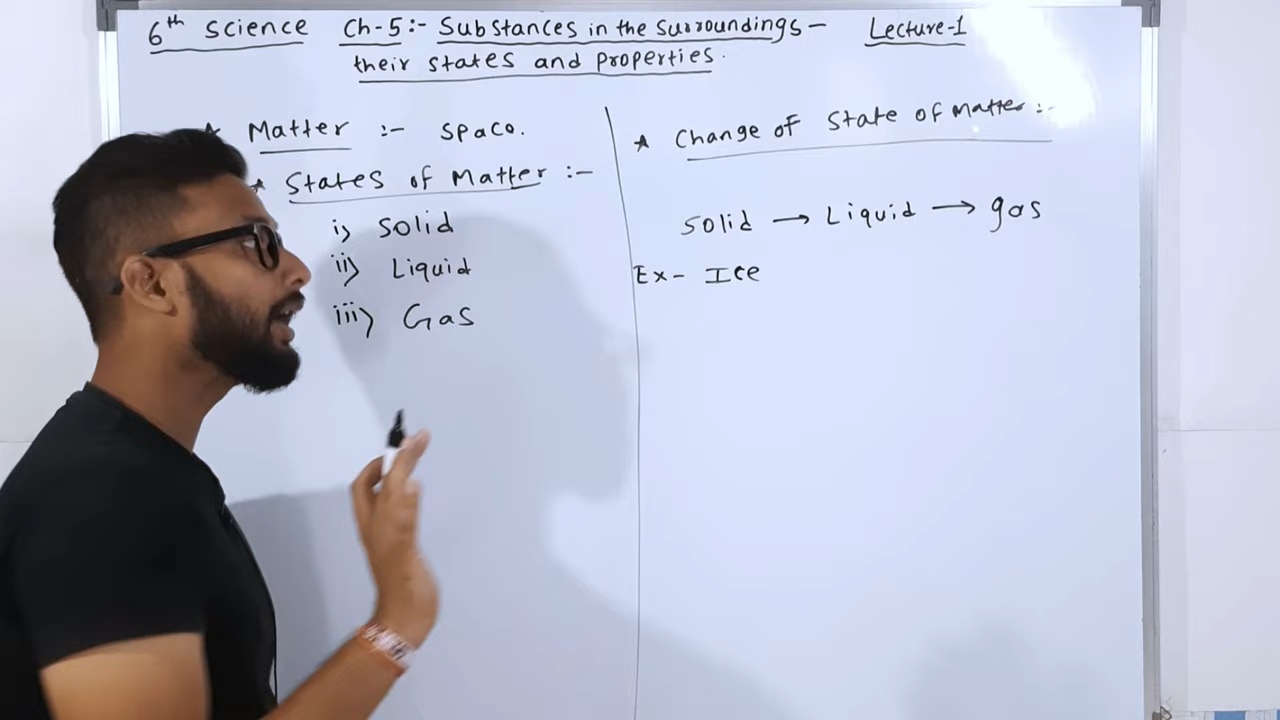 6th Science Ch-5:- Substances in the Surroundings - Lecture-1
their states and properties.
* Matter :- Space.
* States of Matter :-
i) Solid
ii) Liquid
iii) Gas
* Change of State of Matter :-
Solid → Liquid → gas
Ex- Ice